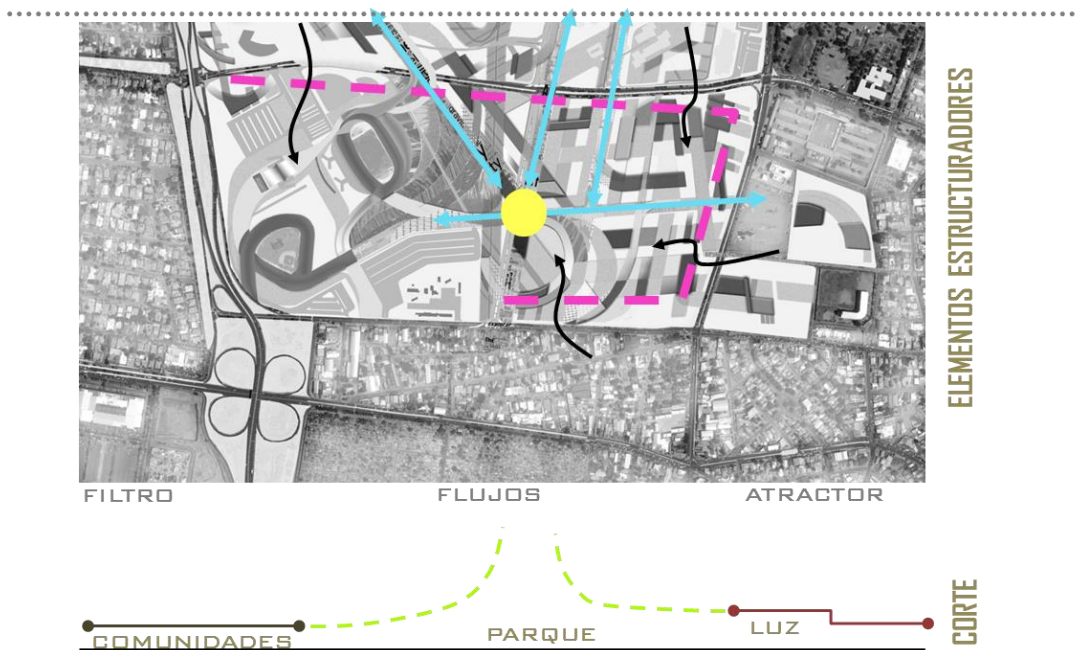 ELEMENTOS ESTRUCTURADORES
FILTRO
FLUJOS
ATRACTOR
COMUNIDADES
PARQUE
LUZ
CORTE